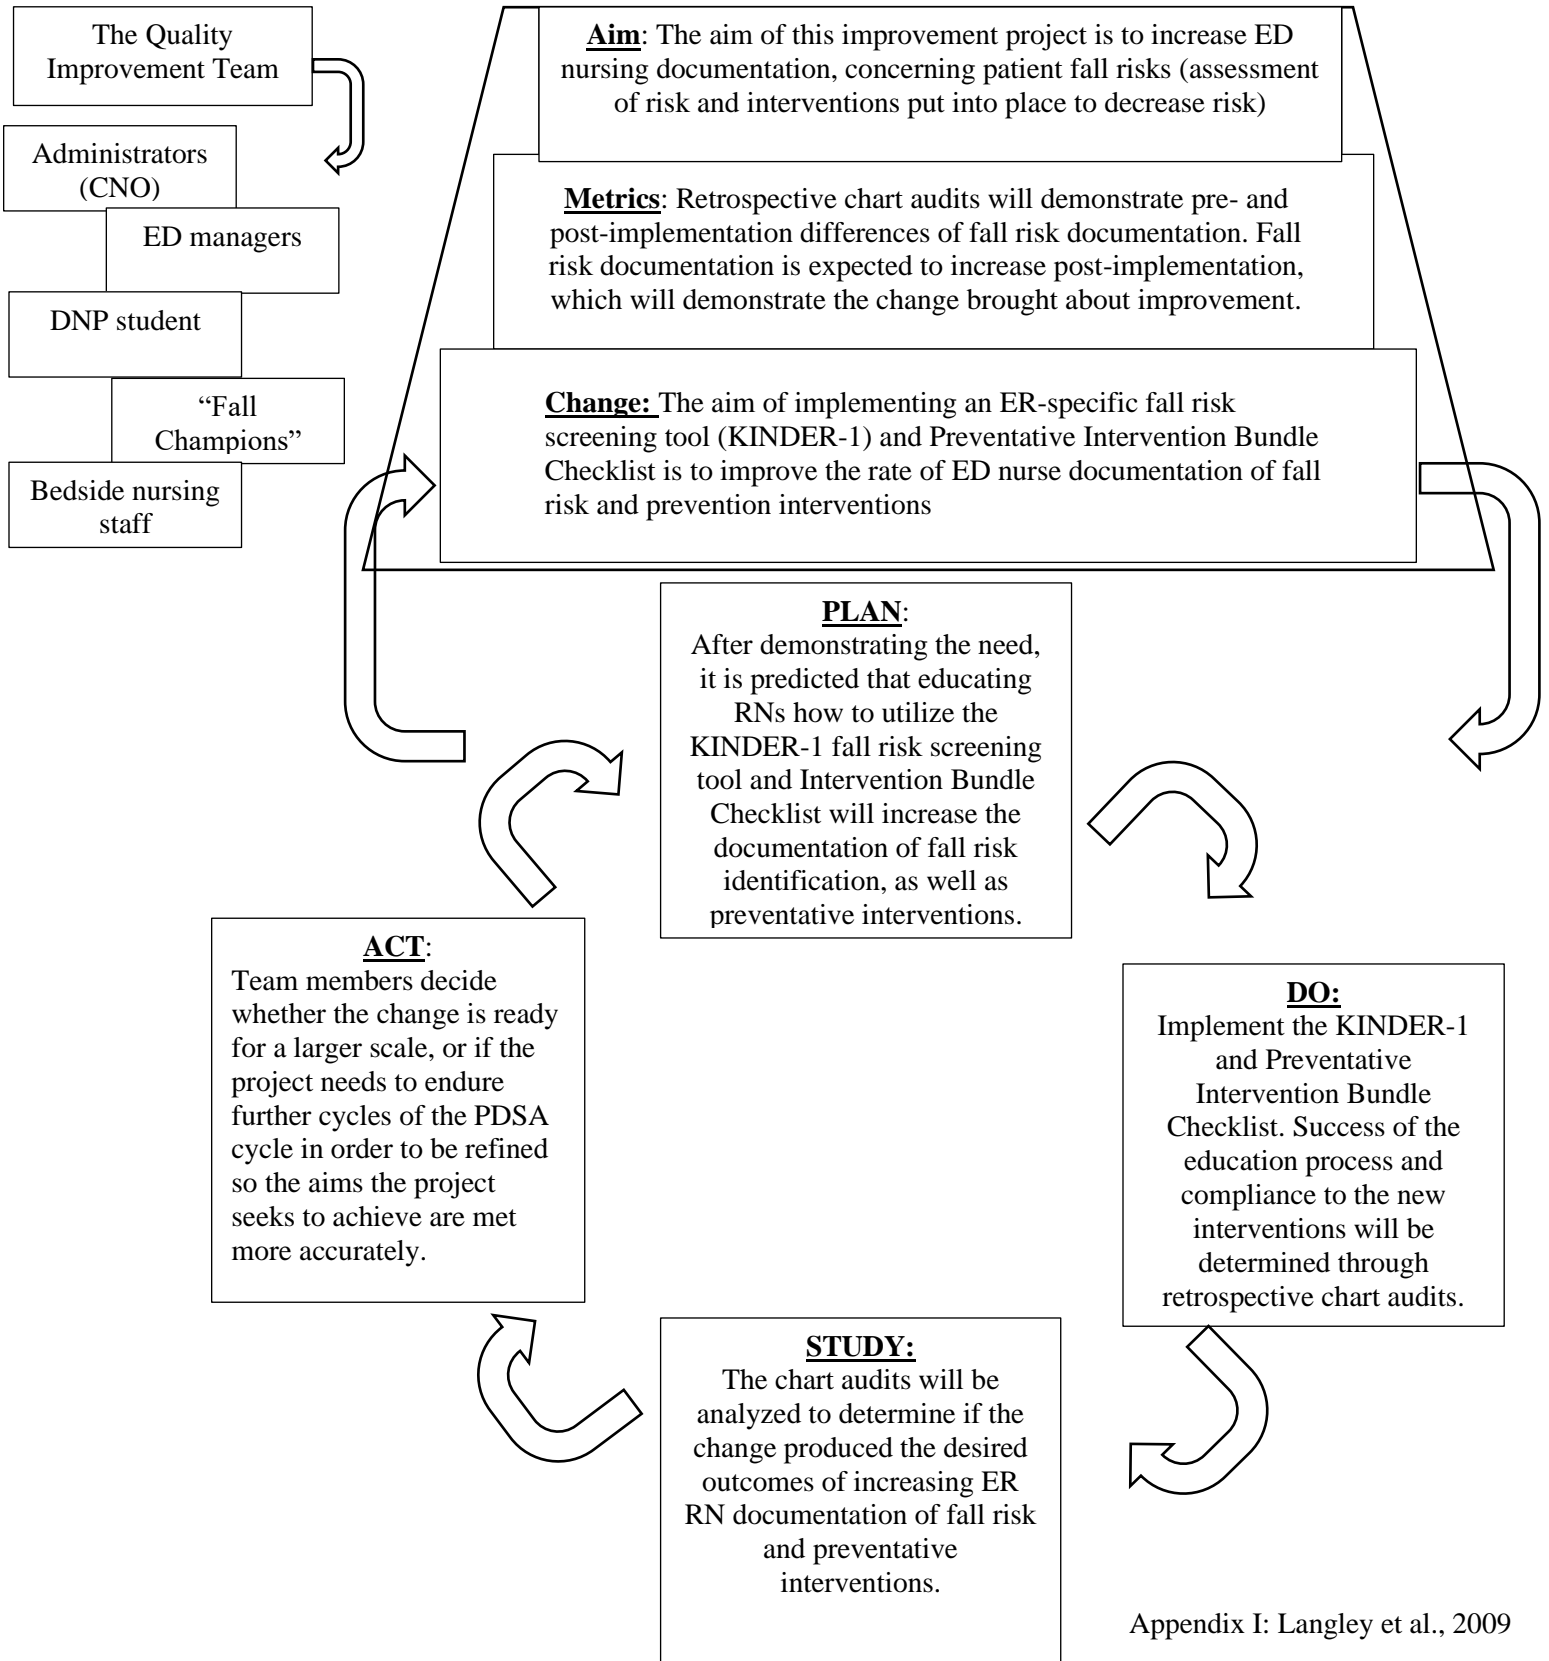 The Quality
Improvement Team
Administrators
(CNO)
ED managers
DNP student
“Fall
Champions”
Bedside nursing
staff
Aim: The aim of this improvement project is to increase ED
nursing documentation, concerning patient fall risks (assessment
of risk and interventions put into place to decrease risk)
Metrics: Retrospective chart audits will demonstrate pre- and
post-implementation differences of fall risk documentation. Fall
risk documentation is expected to increase post-implementation,
which will demonstrate the change brought about improvement.
Change: The aim of implementing an ER-specific fall risk
screening tool (KINDER-1) and Preventative Intervention Bundle
Checklist is to improve the rate of ED nurse documentation of fall
risk and prevention interventions
PLAN:
After demonstrating the need,
it is predicted that educating
RNs how to utilize the
KINDER-1 fall risk screening
tool and Intervention Bundle
Checklist will increase the
documentation of fall risk
identification, as well as
preventative interventions.
DO:
Implement the KINDER-1
and Preventative
Intervention Bundle
Checklist. Success of the
education process and
compliance to the new
interventions will be
determined through
retrospective chart audits.
STUDY:
The chart audits will be
analyzed to determine if the
change produced the desired
outcomes of increasing ER
RN documentation of fall risk
and preventative
interventions.
ACT:
Team members decide
whether the change is ready
for a larger scale, or if the
project needs to endure
further cycles of the PDSA
cycle in order to be refined
so the aims the project
seeks to achieve are met
more accurately.
Appendix I: Langley et al., 2009